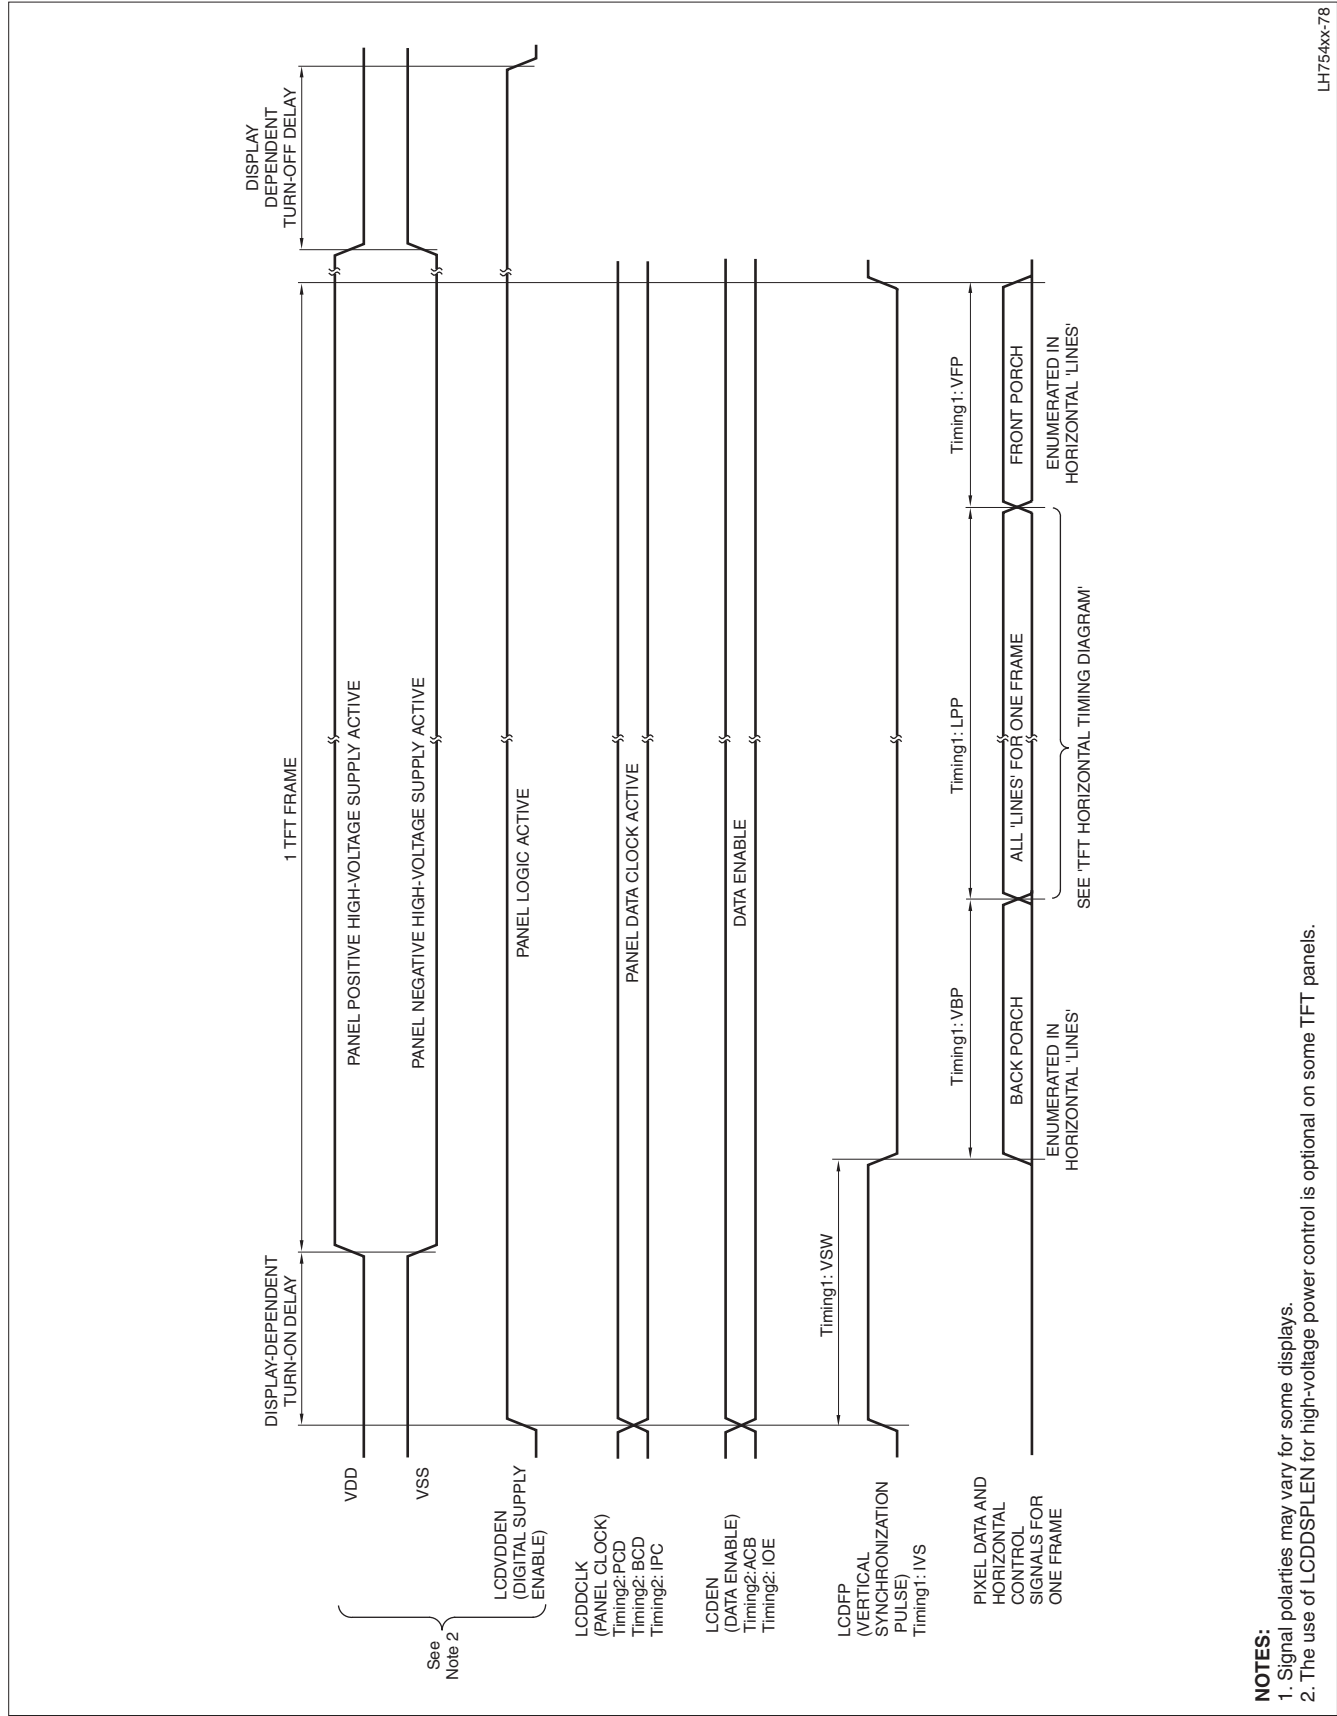 1 TFT FRAME
DISPLAY-DEPENDENT
TURN-ON DELAY
DISPLAY
DEPENDENT
TURN-OFF DELAY
VDD
PANEL POSITIVE HIGH-VOLTAGE SUPPLY ACTIVE
VSS
PANEL NEGATIVE HIGH-VOLTAGE SUPPLY ACTIVE
See
Note 2
LCDVDDEN
(DIGITAL SUPPLY
ENABLE)
PANEL LOGIC ACTIVE
LCDDCLK
(PANEL CLOCK)
Timing2:PCD
Timing2: BCD
Timing2: IPC
PANEL DATA CLOCK ACTIVE
LCDEN
(DATA ENABLE)
Timing2:ACB
Timing2: IOE
DATA ENABLE
LCDFP
(VERTICAL
SYNCHRONIZATION
PULSE)
Timing1: IVS
Timing1: VSW
Timing1: VBP
Timing1: LPP
Timing1: VFP
PIXEL DATA AND
HORIZONTAL
CONTROL
SIGNALS FOR
ONE FRAME
BACK PORCH
ALL 'LINES' FOR ONE FRAME
FRONT PORCH
ENUMERATED IN
HORIZONTAL 'LINES'
SEE 'TFT HORIZONTAL TIMING DIAGRAM'
ENUMERATED IN
HORIZONTAL 'LINES'
NOTES:
1. Signal polarties may vary for some displays.
2. The use of LCDDSPLEN for high-voltage power control is optional on some TFT panels.
LH754xx-78